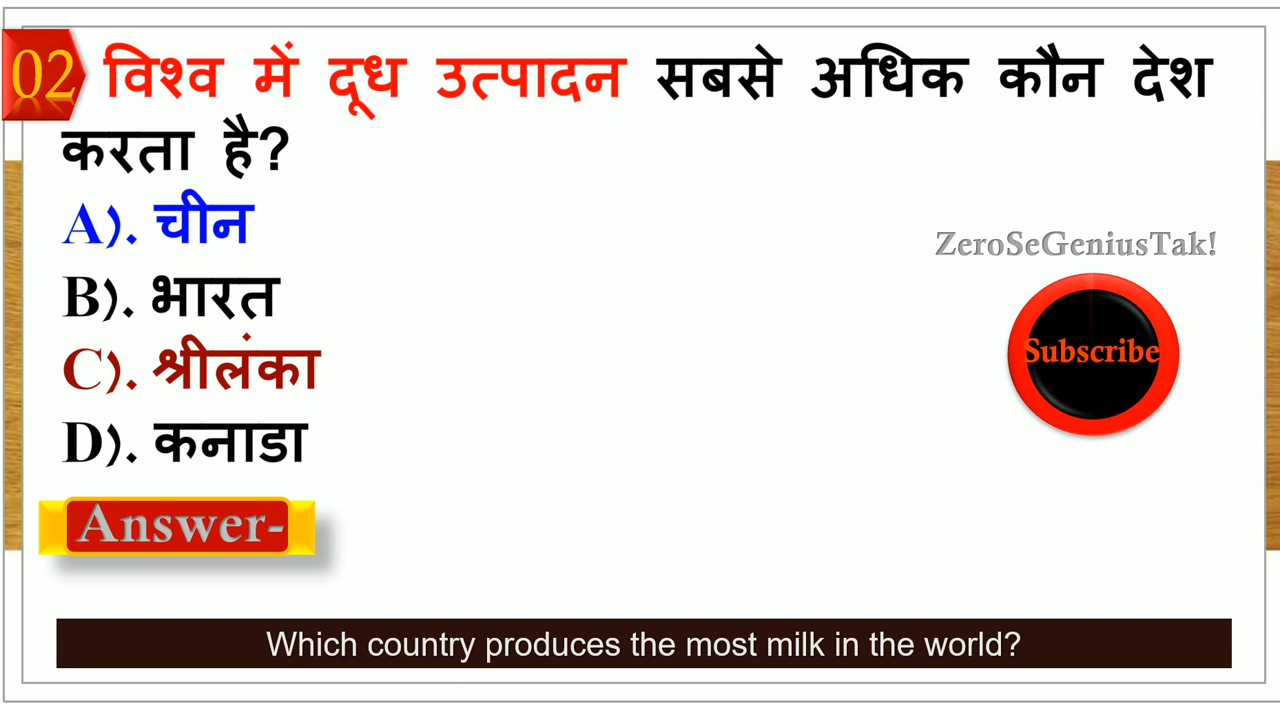 02 विश्व में दूध उत्पादन सबसे अधिक कौन देश
करता है?
A). चीन
B). भारत
C). श्रीलंका
D). कनाडा
ZeroSeGeniusTak!
Subscribe
Answer-
Which country produces the most milk in the world?